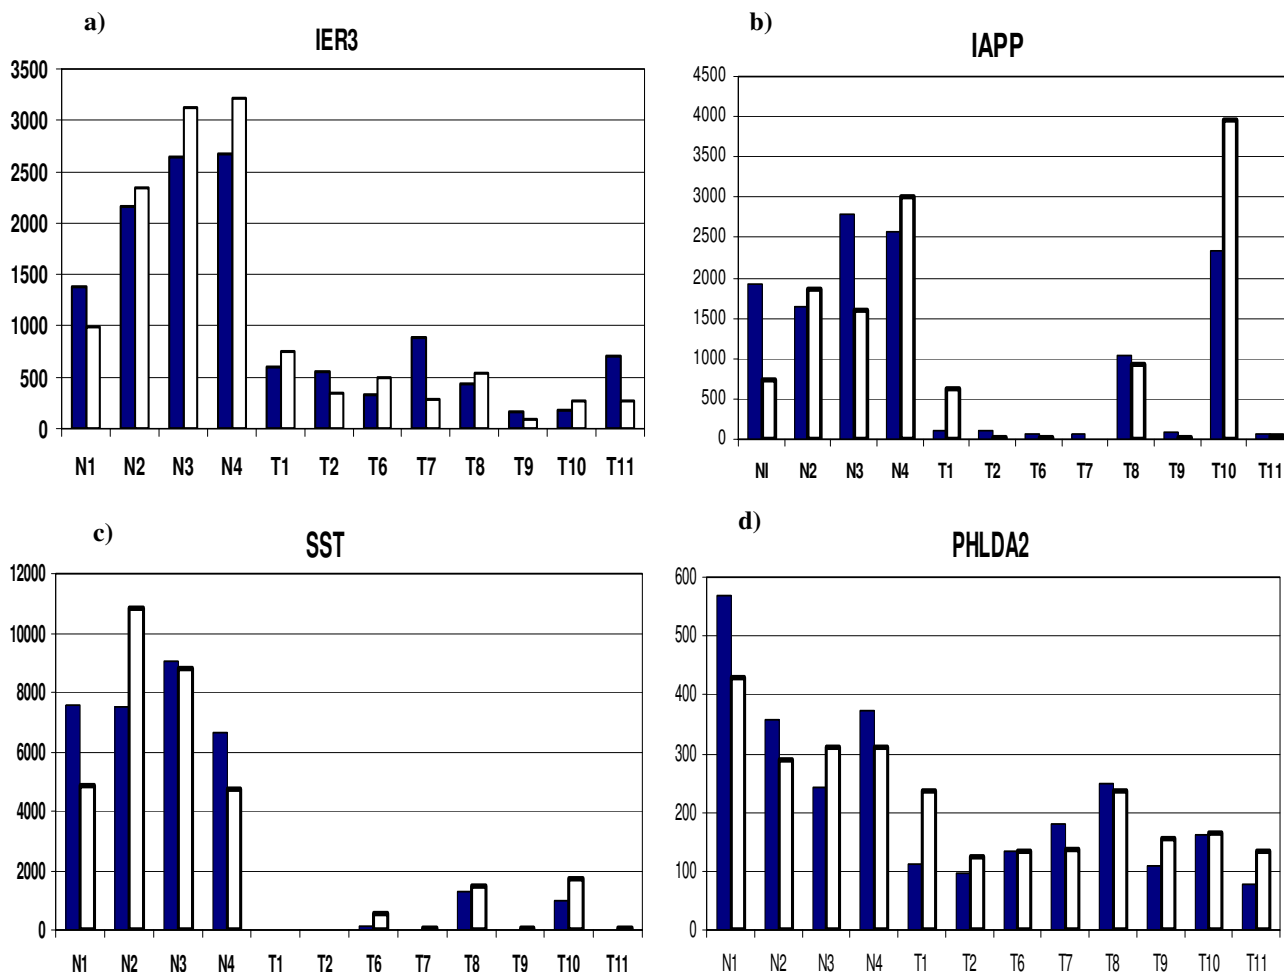 a)
IER3
3500
3000
2500
2000
1500
1000
500
0
N1 N2 N3 N4 T1 T2 T6 T7 T8 T9 T10 T11
b)
IAPP
4500
4000
3500
3000
2500
2000
1500
1000
500
0
NI N2 N3 N4 T1 T2 T6 T7 T8 T9 T10 T11
c)
SST
12000
10000
8000
6000
4000
2000
0
N1 N2 N3 N4 T1 T2 T6 T7 T8 T9 T10 T11
d)
PHLDA2
600
500
400
300
200
100
0
N1 N2 N3 N4 T1 T2 T6 T7 T8 T9 T10 T11